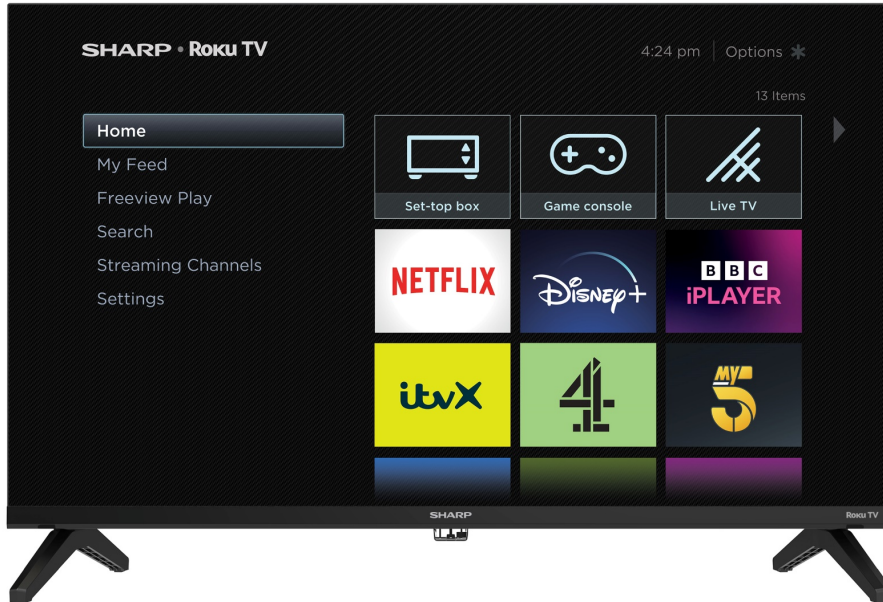 SHARP • ROKU TV
4:24 pm | Options *
13 Items
Home
My Feed
Freeview Play
Search
Streaming Channels
Settings
Set-top box
Game console
Live TV
NETFLIX
Disney+
BBC
iPLAYER
itvX
4
MY
5
SHARP
ROKU TV